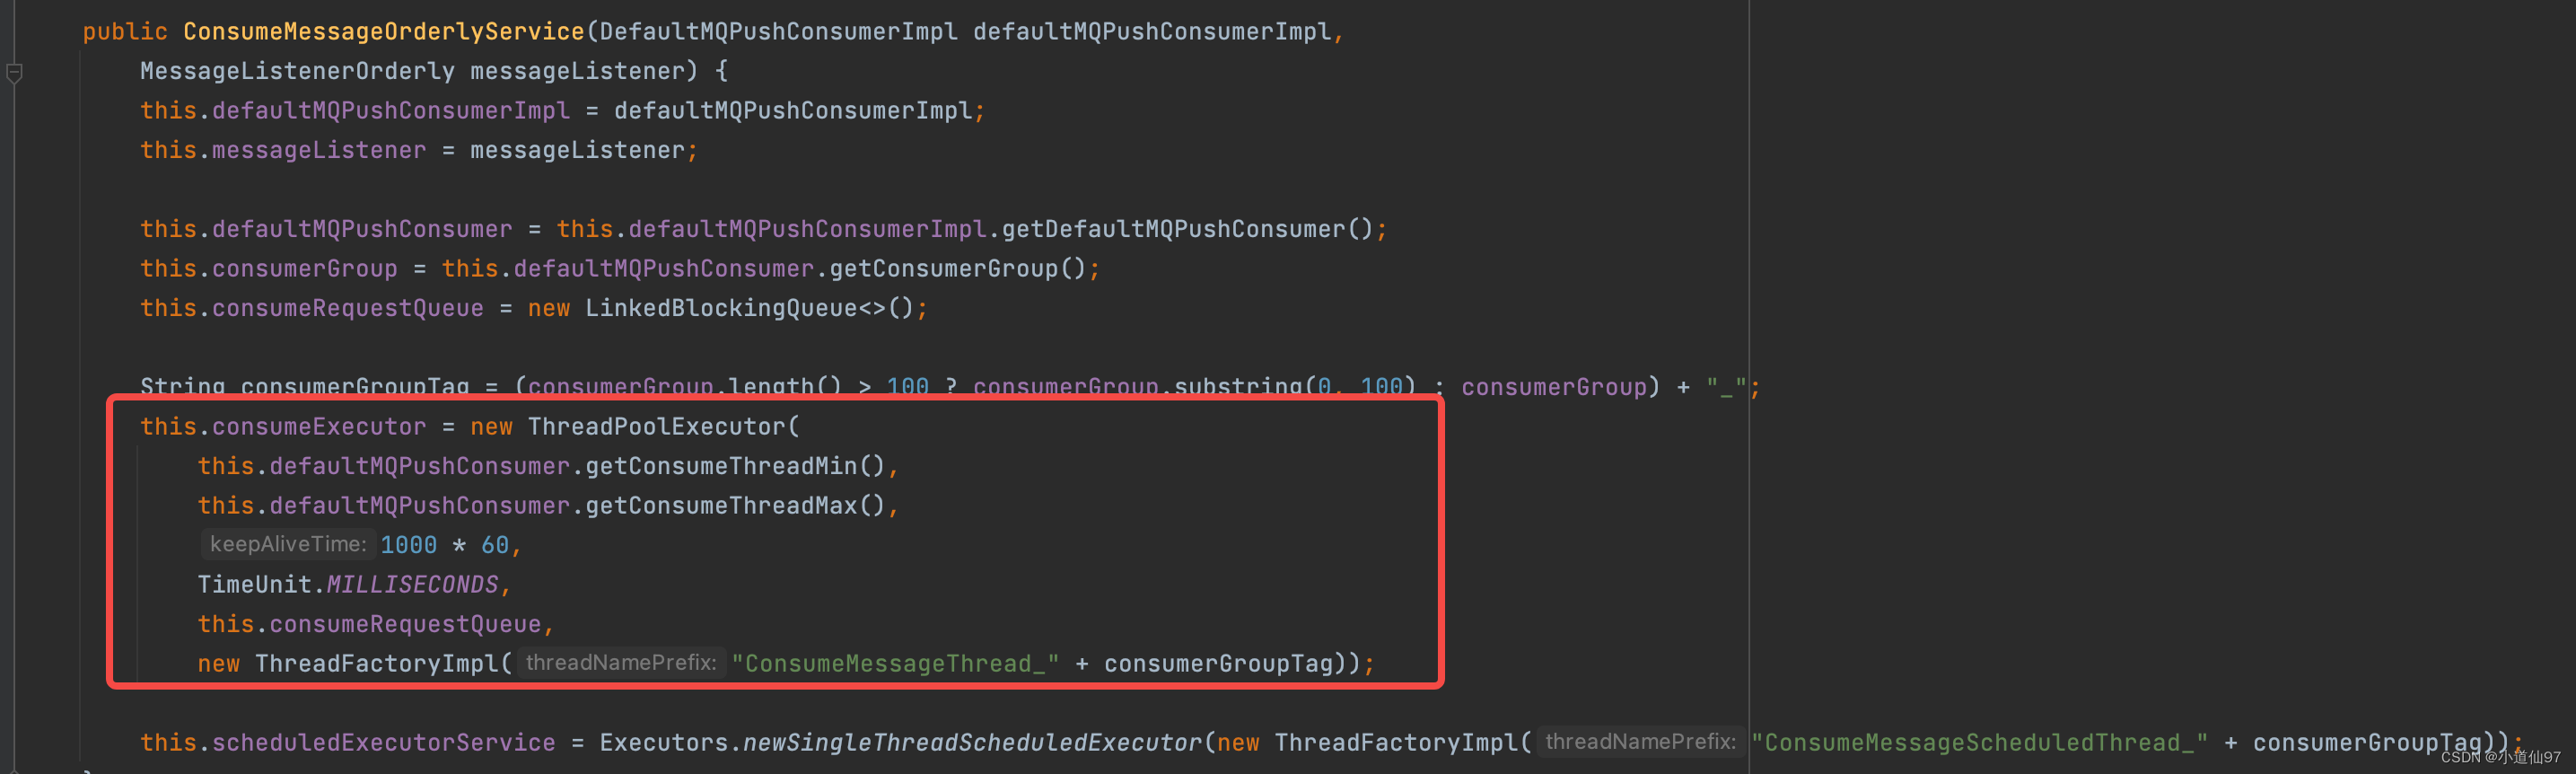 public ConsumeMessageOrderlyService(DefaultMQPushConsumerImpl defaultMQPushConsumerImpl,
MessageListenerOrderly messageListener) {
this.defaultMQPushConsumerImpl = defaultMQPushConsumerImpl;
this.messageListener = messageListener;
this.defaultMQPushConsumer = this.defaultMQPushConsumerImpl.getDefaultMQPushConsumer();
this.consumerGroup = this.defaultMQPushConsumer.getConsumerGroup();
this.consumeRequestQueue = new LinkedBlockingQueue<>();
String consumerGroupTag = (consumerGroup.length() > 100 ? consumerGroup.substring(0, 100) : consumerGroup) + "_";
this.consumeExecutor = new ThreadPoolExecutor(
this.defaultMQPushConsumer.getConsumeThreadMin(),
this.defaultMQPushConsumer.getConsumeThreadMax(),
keepAliveTime: 1000 * 60,
TimeUnit.MILLISECONDS,
this.consumeRequestQueue,
new ThreadFactoryImpl( threadNamePrefix: "ConsumeMessageThread_" + consumerGroupTag));
this.scheduledExecutorService = Executors.newSingleThreadScheduledExecutor(new ThreadFactoryImpl( threadNamePrefix: "ConsumeMessageScheduledThread_" + consumerGroupTag));
CSDN @小道仙97